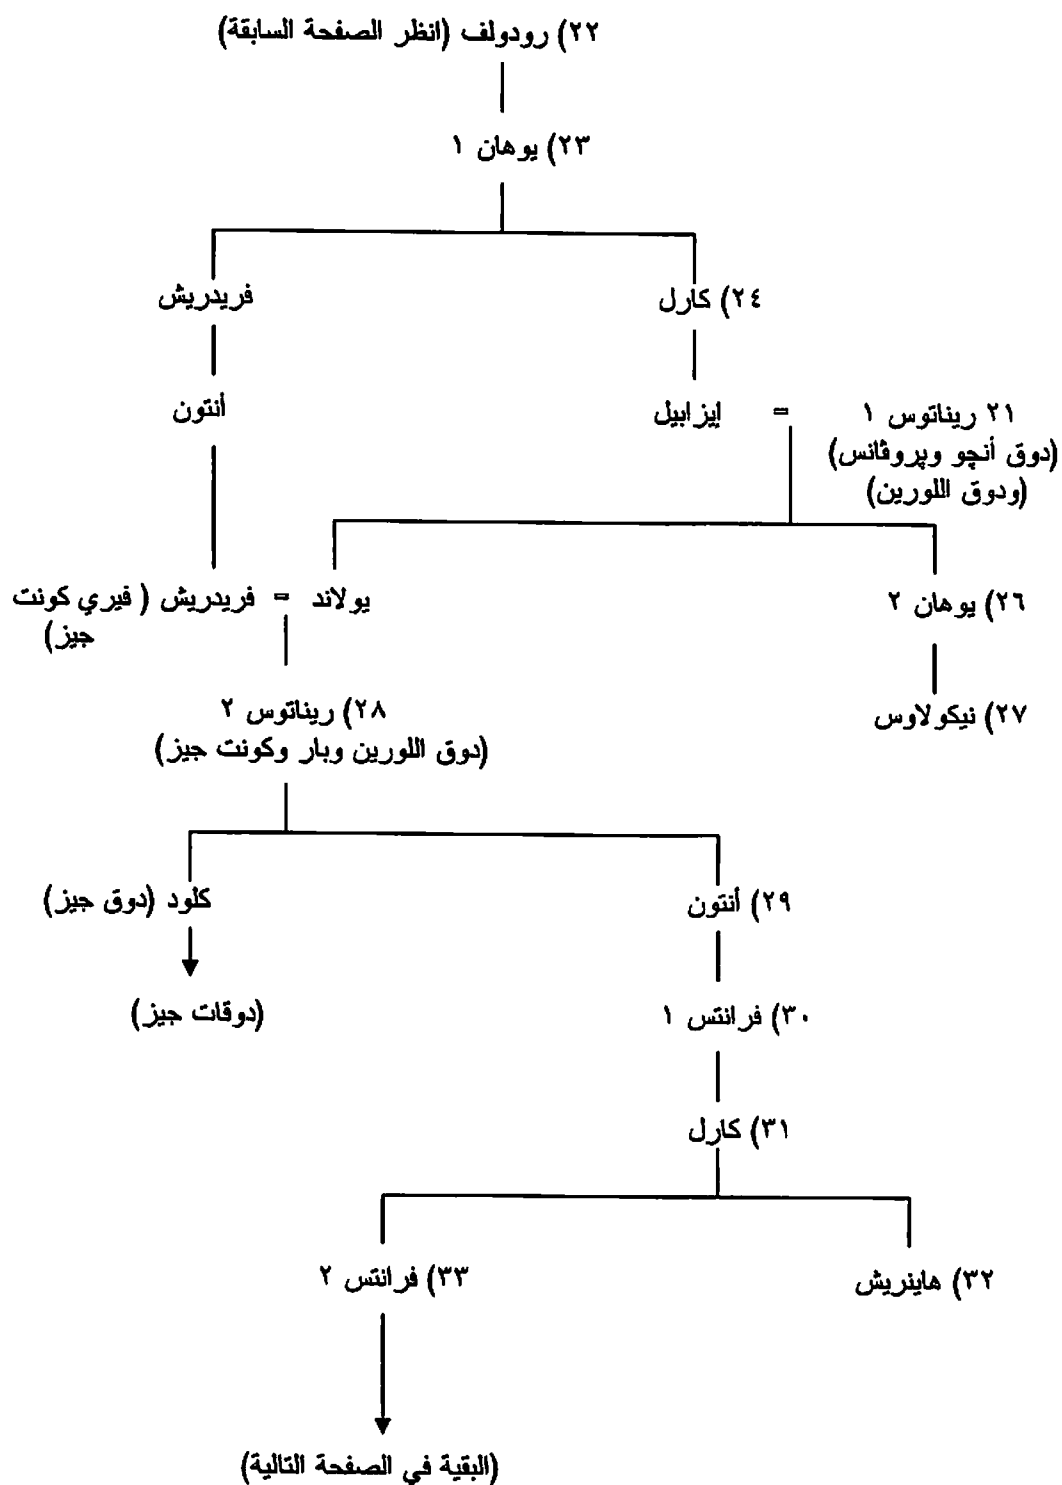 ٢٢) رودولف (انظر الصفحة السابقة)
٢٣) يوهان ١
٢٤) كارل
فريدريش
٢١ ريناتوس ١
(دوق أنچو وپروڤانس)
(ودوق اللورين)
=
إيزابيل
أنتون
٢٦) يوهان ٢
يولاند = فريدريش (ڤيري كونت
جيز)
٢٧) نيكولاوس
٢٨) ريناتوس ٢
(دوق اللورين وبار وكونت جيز)
٢٩) أنتون
كلود (دوق جيز)
٣٠) فرانتس ١
(دوقات جيز)
٣١) كارل
٣٢) هاينريش
٣٣) فرانتس ٢
(البقية في الصفحة التالية)